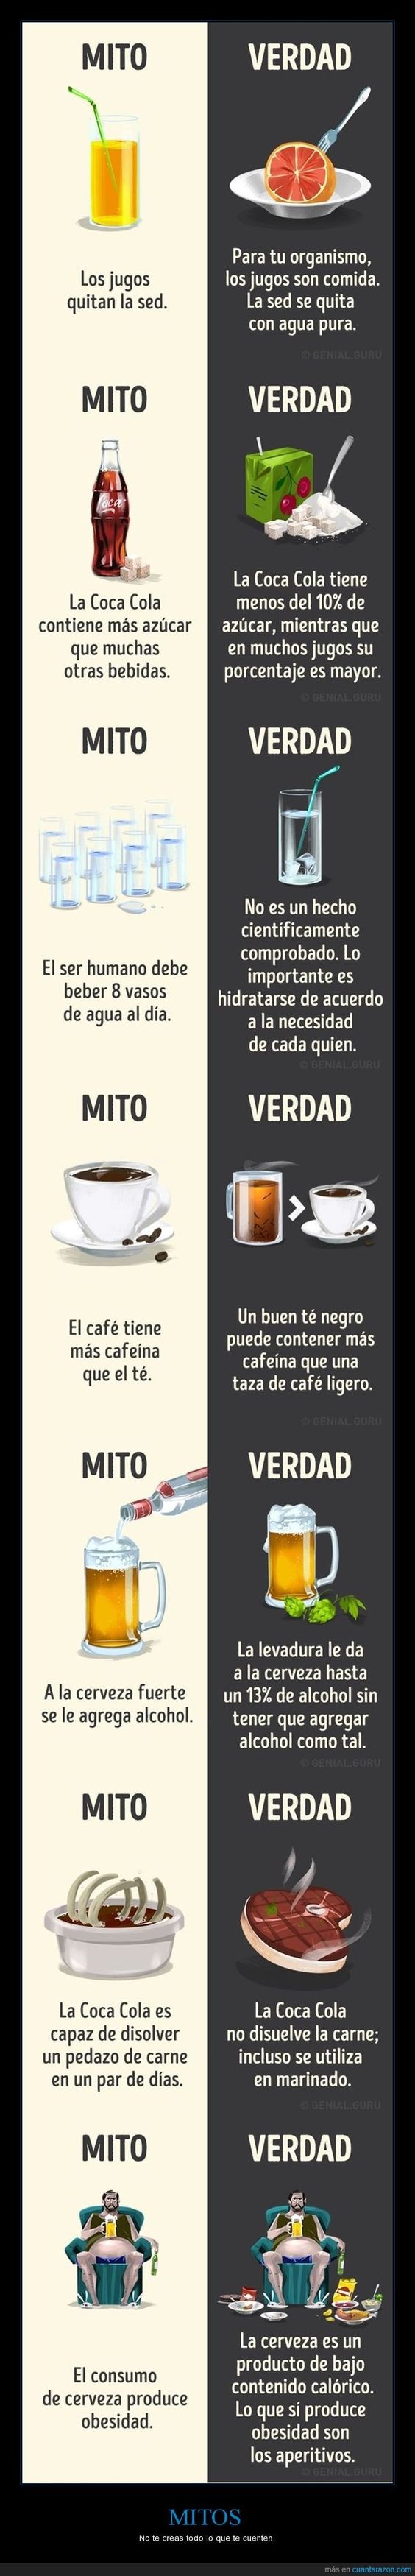 MITO
VERDAD
Los jugos
quitan la sed.
Para tu organismo,
los jugos son comida.
La sed se quita
con agua pura.
© GENIAL.GURU
MITO
VERDAD
Coca
La Coca Cola
contiene más azúcar
que muchas
otras bebidas.
La Coca Cola tiene
menos del 10% de
azúcar, mientras que
en muchos jugos su
porcentaje es mayor.
© GENIAL.GURU
MITO
VERDAD
El ser humano debe
beber 8 vasos
de agua al día.
No es un hecho
científicamente
comprobado. Lo
importante es
hidratarse de acuerdo
a la necesidad
de cada quien.
© GENIAL.GURU
MITO
VERDAD
>
El café tiene
más cafeína
que el té.
Un buen té negro
puede contener más
cafeína que una
taza de café ligero.
© GENIAL.GURU
MITO
VERDAD
A la cerveza fuerte
se le agrega alcohol.
La levadura le da
a la cerveza hasta
un 13% de alcohol sin
tener que agregar
alcohol como tal.
© GENIAL.GURU
MITO
VERDAD
La Coca Cola es
capaz de disolver
un pedazo de carne
en un par de días.
La Coca Cola
no disuelve la carne;
incluso se utiliza
en marinado.
© GENIAL.GURU
MITO
VERDAD
El consumo
de cerveza produce
obesidad.
La cerveza es un
producto de bajo
contenido calórico.
Lo que sí produce
obesidad son
los aperitivos.
© GENIAL.GURU
MITOS
No te creas todo lo que te cuenten
más en cuantarazon.com